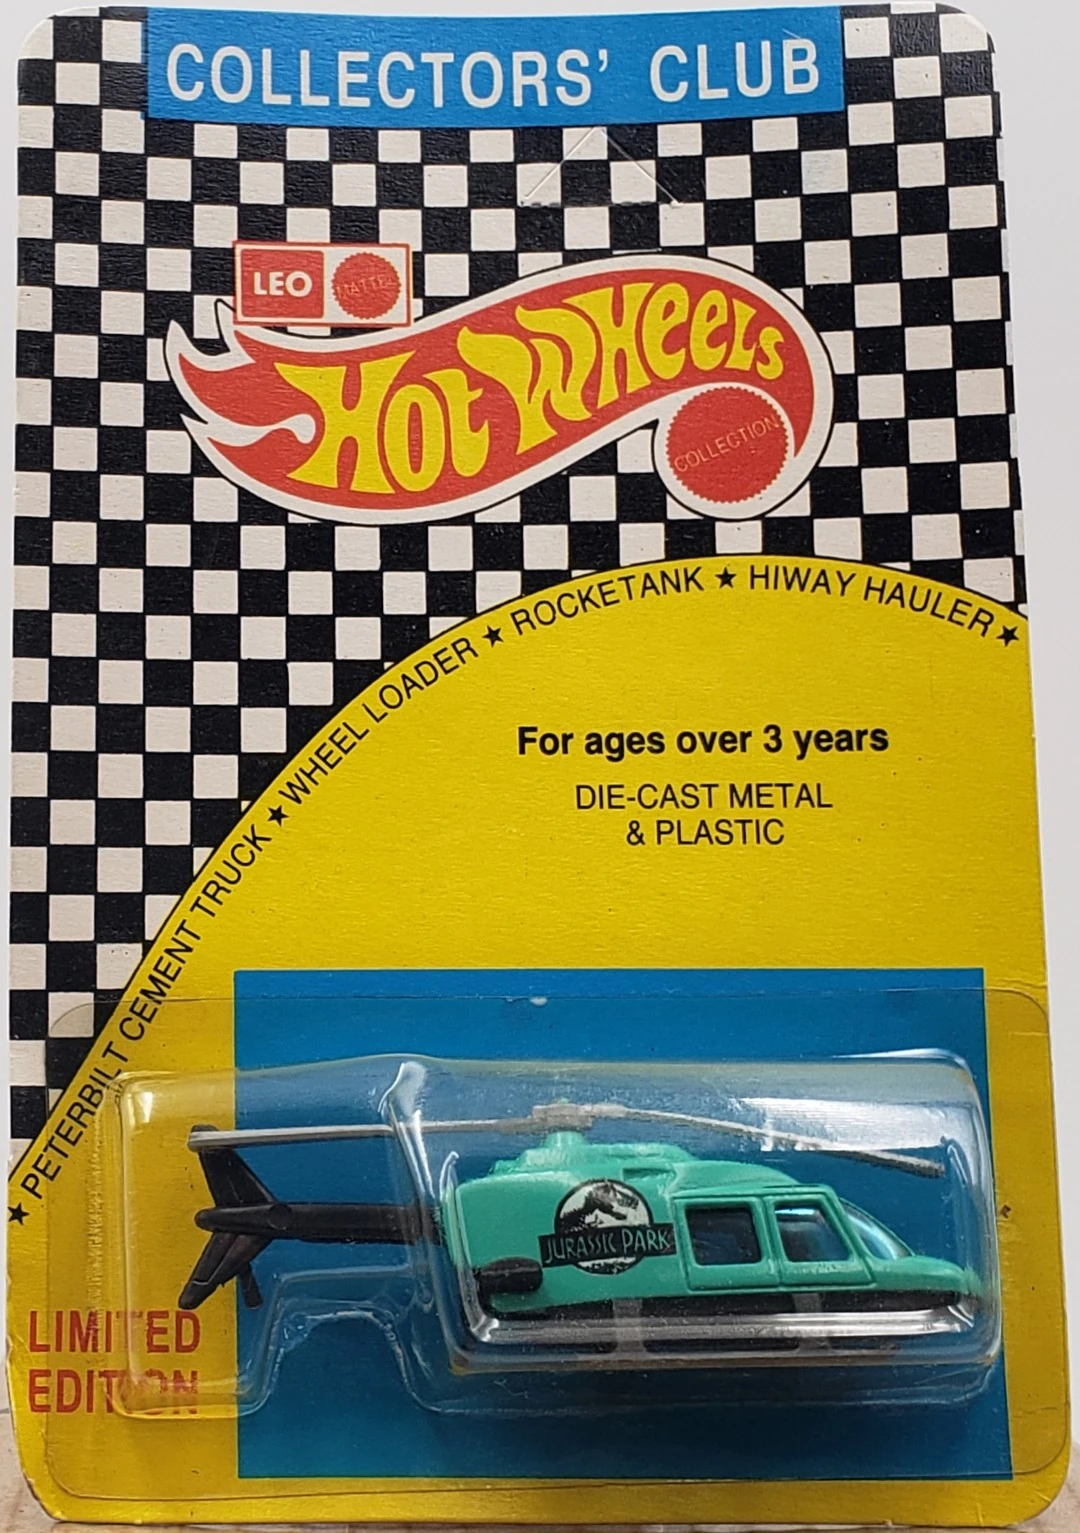 COLLECTORS' CLUB
LEO
MATTEL
HOT WHEELS
COLLECTION
★ PETERBILT CEMENT TRUCK ★ WHEEL LOADER ★ ROCKETANK ★ HIWAY HAULER ★
For ages over 3 years
DIE-CAST METAL
& PLASTIC
JURASSIC PARK
LIMITED
EDITION